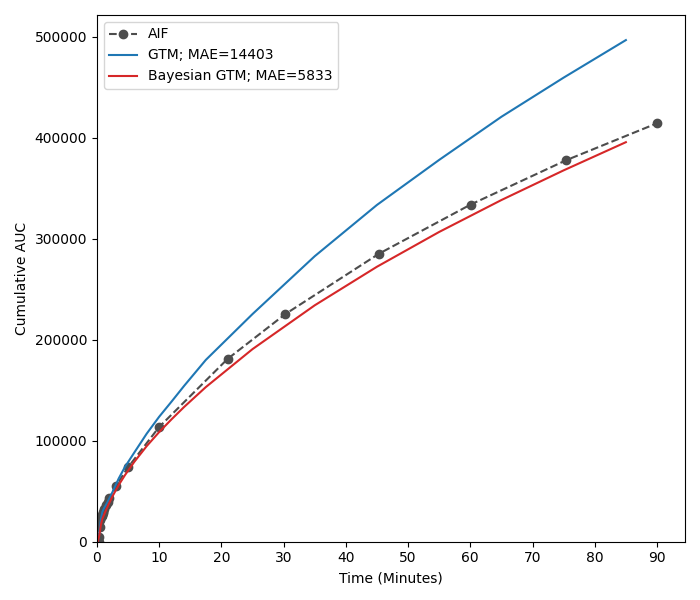 AIF
GTM; MAE=14403
Bayesian GTM; MAE=5833
500000
400000
300000
200000
100000
0
Cumulative AUC
0 10 20 30 40 50 60 70 80 90
Time (Minutes)